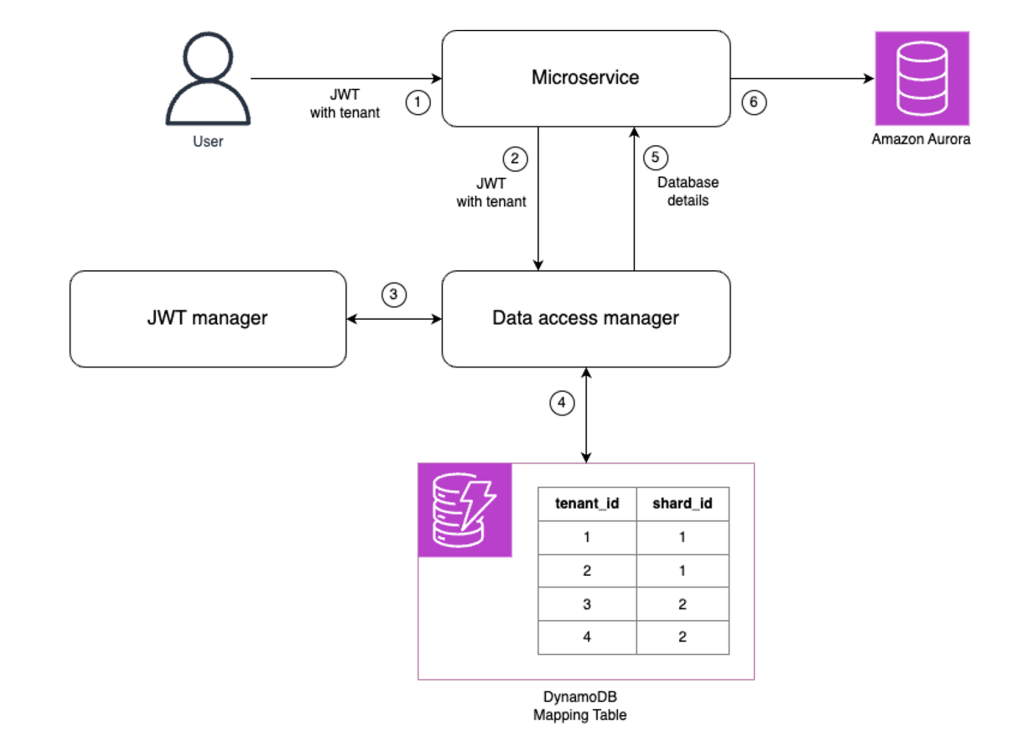 Microservice
JWT
with tenant
1
6
User
Amazon Aurora
2
JWT
with tenant
5
Database
details
JWT manager
3
Data access manager
4
tenant_id shard_id
1 1
2 1
3 2
4 2
DynamoDB
Mapping Table